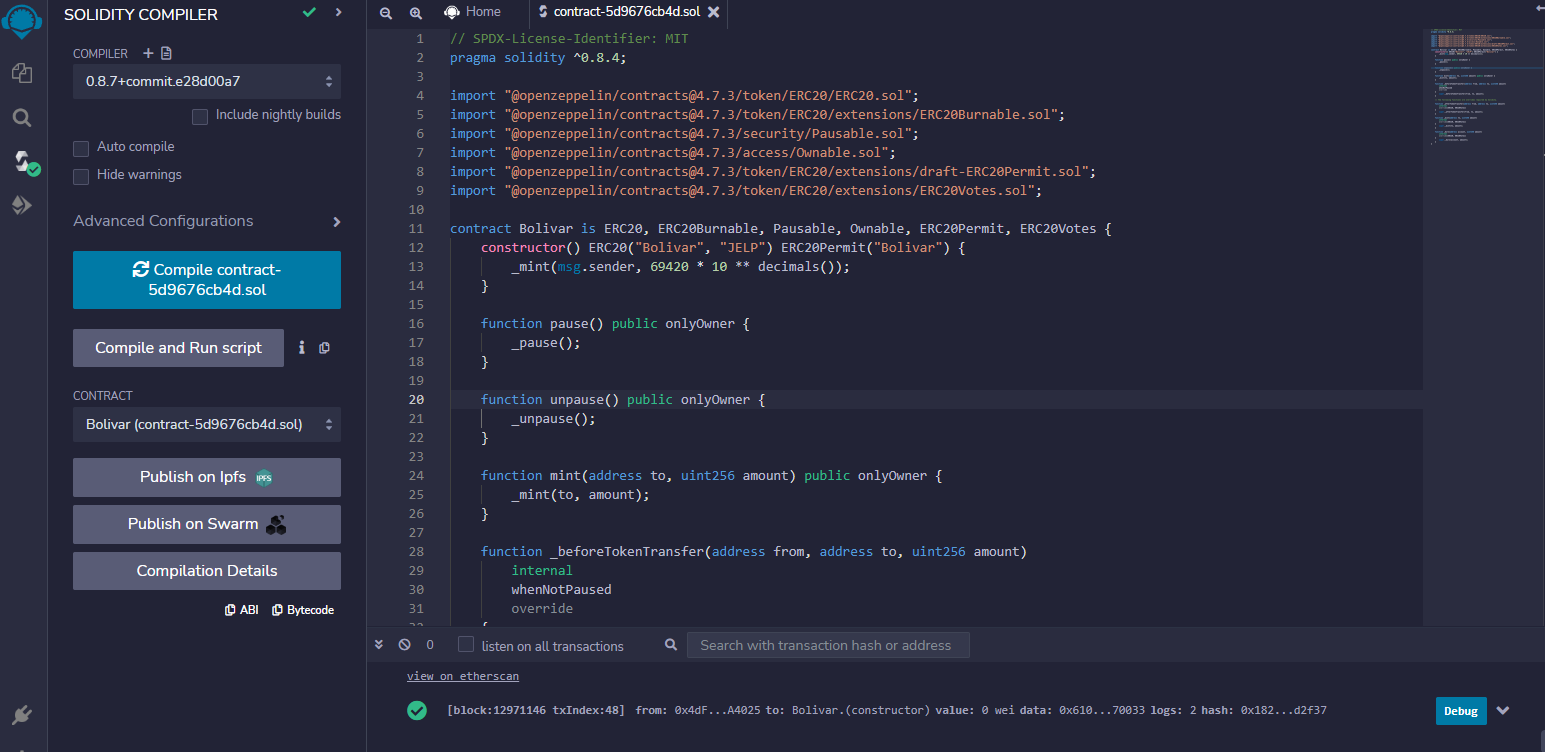 SOLIDITY COMPILER
COMPILER
0.8.7+commit.e28d00a7
Include nightly builds
Auto compile
Hide warnings
Advanced Configurations
Compile contract-
5d9676cb4d.sol
Compile and Run script
CONTRACT
Bolivar (contract-5d9676cb4d.sol)
Publish on Ipfs
IPFS
Publish on Swarm
Compilation Details
ABI Bytecode
Home
contract-5d9676cb4d.sol
1 // SPDX-License-Identifier: MIT
2 pragma solidity ^0.8.4;
3
4 import "@openzeppelin/contracts@4.7.3/token/ERC20/ERC20.sol";
5 import "@openzeppelin/contracts@4.7.3/token/ERC20/extensions/ERC20Burnable.sol";
6 import "@openzeppelin/contracts@4.7.3/security/Pausable.sol";
7 import "@openzeppelin/contracts@4.7.3/access/Ownable.sol";
8 import "@openzeppelin/contracts@4.7.3/token/ERC20/extensions/draft-ERC20Permit.sol";
9 import "@openzeppelin/contracts@4.7.3/token/ERC20/extensions/ERC20Votes.sol";
10
11 contract Bolivar is ERC20, ERC20Burnable, Pausable, Ownable, ERC20Permit, ERC20Votes {
12 constructor() ERC20("Bolivar", "JELP") ERC20Permit("Bolivar") {
13 _mint(msg.sender, 69420 * 10 ** decimals());
14 }
15
16 function pause() public onlyOwner {
17 _pause();
18 }
19
20 function unpause() public onlyOwner {
21 _unpause();
22 }
23
24 function mint(address to, uint256 amount) public onlyOwner {
25 _mint(to, amount);
26 }
27
28 function _beforeTokenTransfer(address from, address to, uint256 amount)
29 internal
30 whenNotPaused
31 override
32 {
0
listen on all transactions
Search with transaction hash or address
view on etherscan
[block:12971146 txIndex:48] from: 0x4dF...A4025 to: Bolivar.(constructor) value: 0 wei data: 0x610...70033 logs: 2 hash: 0x182...d2f37
Debug